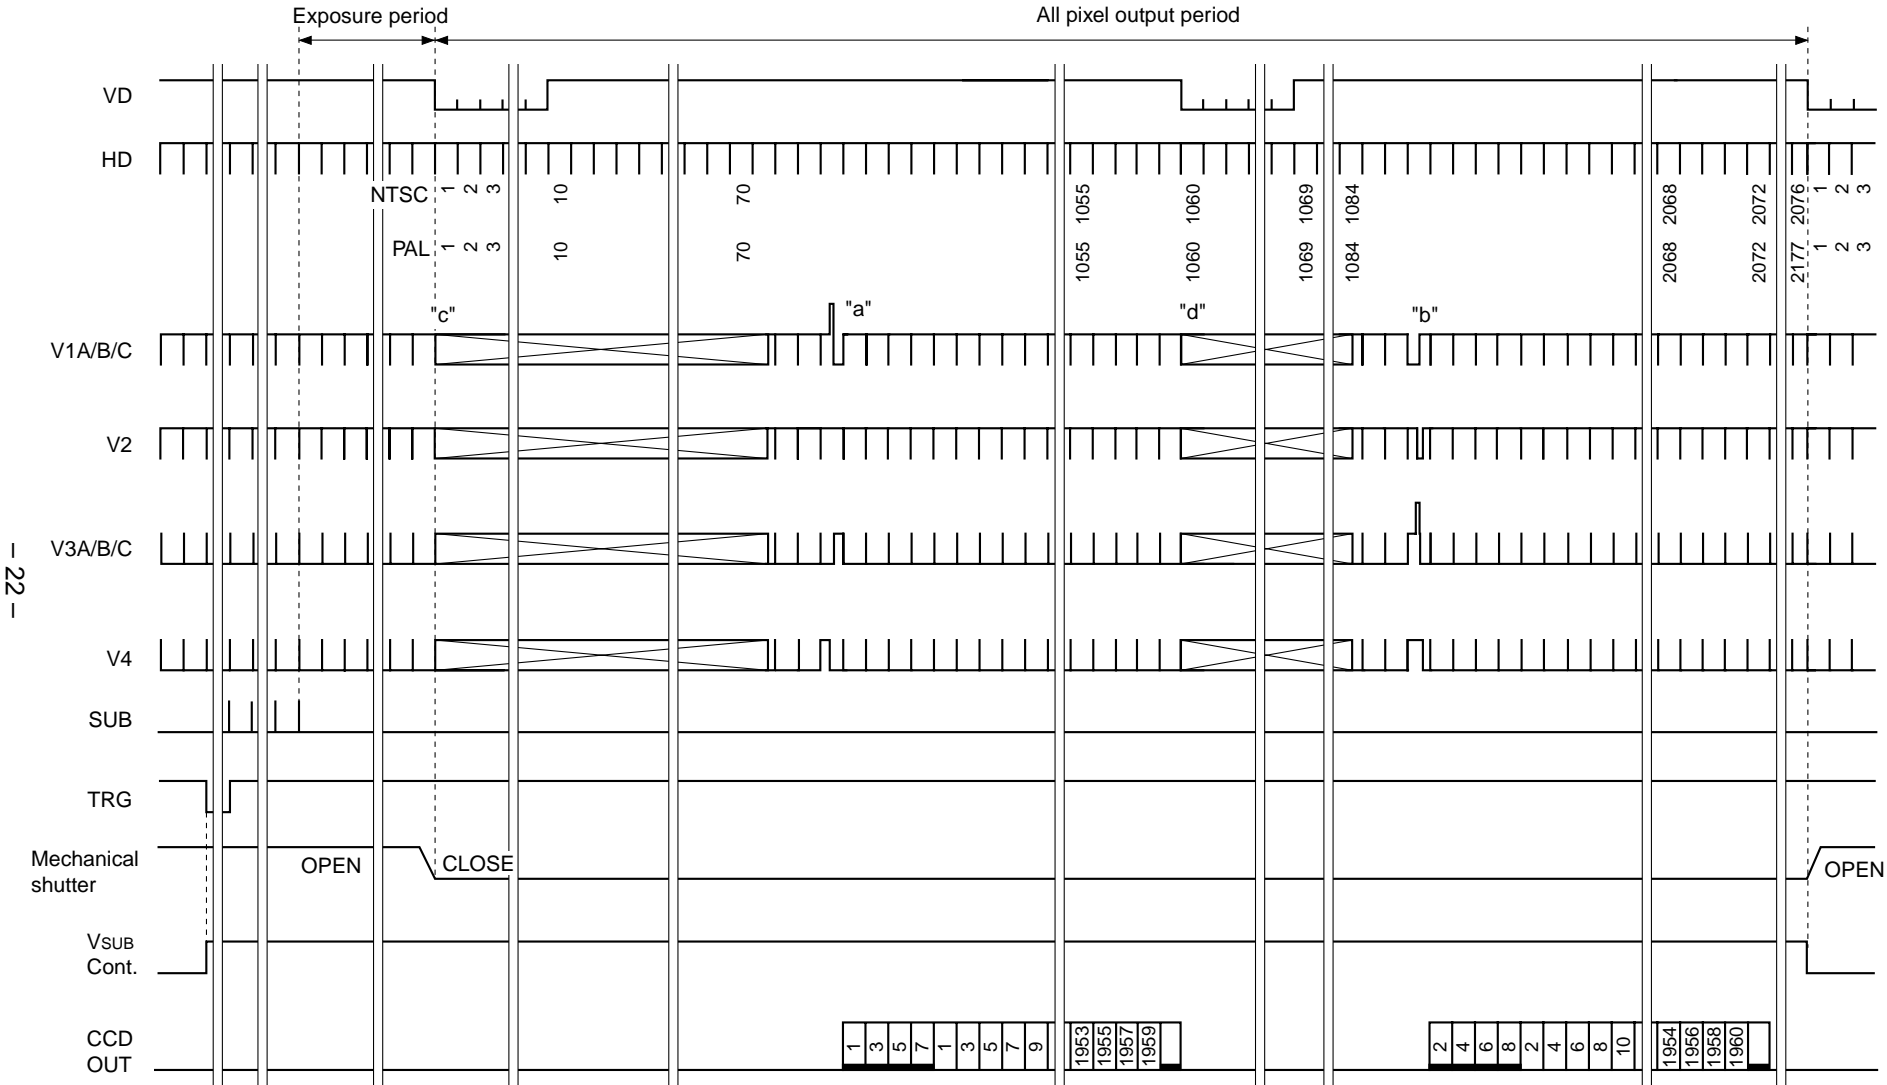 Exposure period
All pixel output period
VD
HD
NTSC 1 2 3 10 70 1055 1060 1069 1084 2068 2072 2076 1 2 3
PAL 1 2 3 10 70 1055 1060 1069 1084 2068 2072 2177 1 2 3
"c" "a" "d" "b"
V1A/B/C
V2
V3A/B/C
– 22 –
V4
SUB
TRG
Mechanical
shutter
OPEN CLOSE OPEN
VSUB
Cont.
CCD
OUT
1 3 5 7 1 3 5 7 9 1953 1955 1957 1959 2 4 6 8 2 4 6 8 10 1954 1956 1958 1960